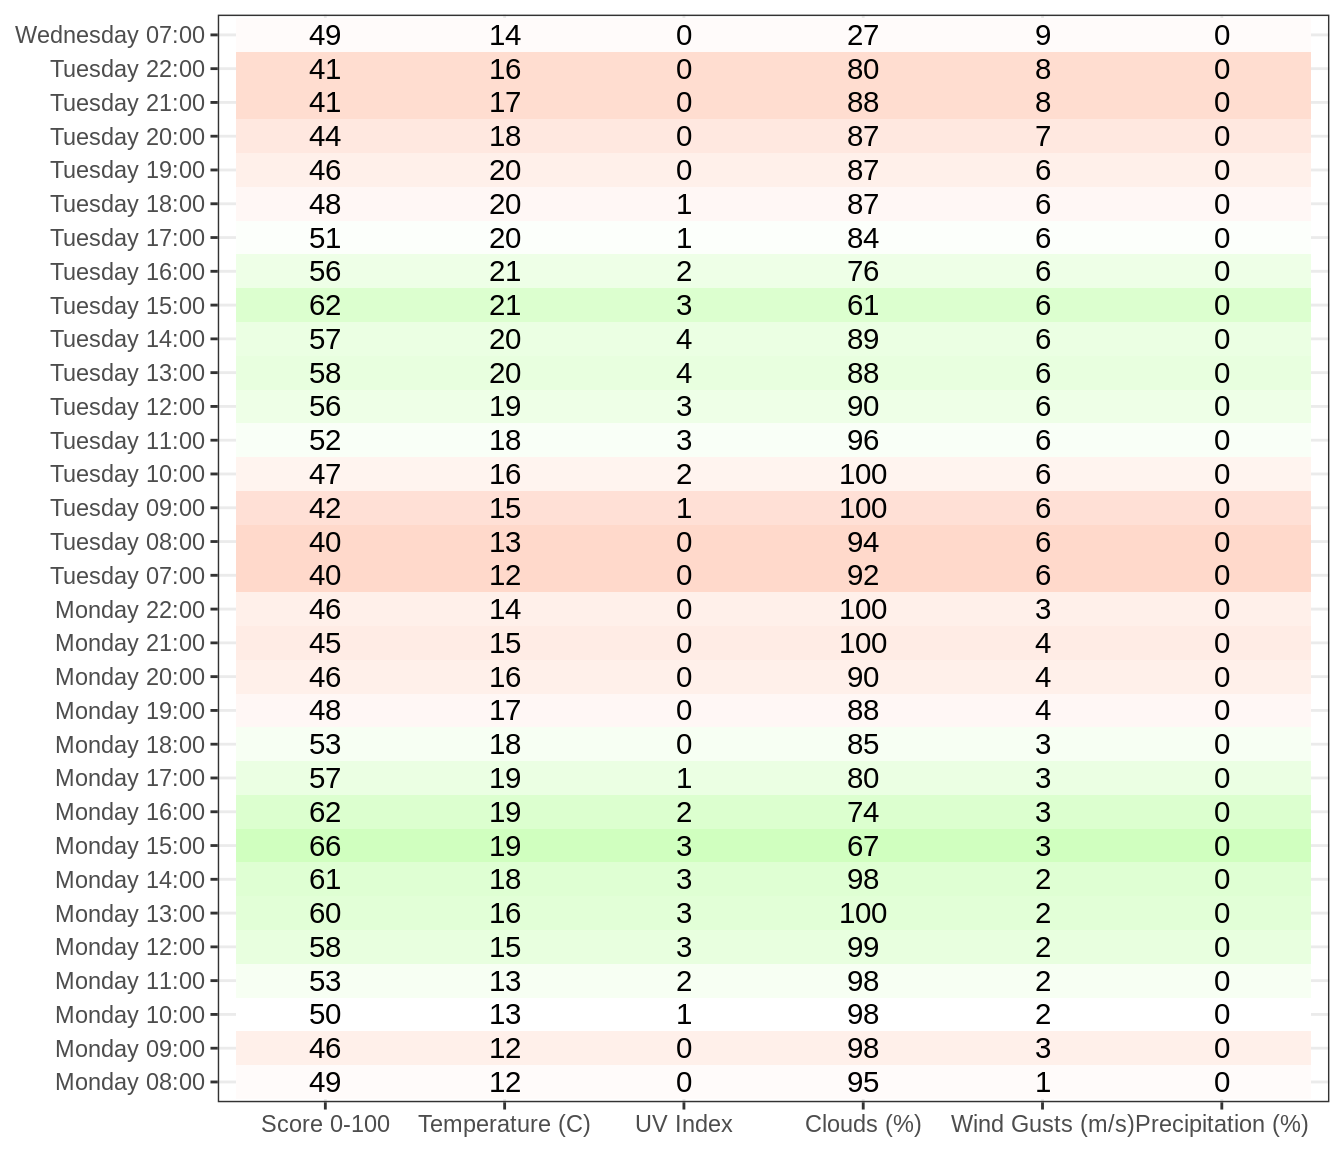 Wednesday 07:00 49 14 0 27 9 0
Tuesday 22:00 41 16 0 80 8 0
Tuesday 21:00 41 17 0 88 8 0
Tuesday 20:00 44 18 0 87 7 0
Tuesday 19:00 46 20 0 87 6 0
Tuesday 18:00 48 20 1 87 6 0
Tuesday 17:00 51 20 1 84 6 0
Tuesday 16:00 56 21 2 76 6 0
Tuesday 15:00 62 21 3 61 6 0
Tuesday 14:00 57 20 4 89 6 0
Tuesday 13:00 58 20 4 88 6 0
Tuesday 12:00 56 19 3 90 6 0
Tuesday 11:00 52 18 3 96 6 0
Tuesday 10:00 47 16 2 100 6 0
Tuesday 09:00 42 15 1 100 6 0
Tuesday 08:00 40 13 0 94 6 0
Tuesday 07:00 40 12 0 92 6 0
Monday 22:00 46 14 0 100 3 0
Monday 21:00 45 15 0 100 4 0
Monday 20:00 46 16 0 90 4 0
Monday 19:00 48 17 0 88 4 0
Monday 18:00 53 18 0 85 3 0
Monday 17:00 57 19 1 80 3 0
Monday 16:00 62 19 2 74 3 0
Monday 15:00 66 19 3 67 3 0
Monday 14:00 61 18 3 98 2 0
Monday 13:00 60 16 3 100 2 0
Monday 12:00 58 15 3 99 2 0
Monday 11:00 53 13 2 98 2 0
Monday 10:00 50 13 1 98 2 0
Monday 09:00 46 12 0 98 3 0
Monday 08:00 49 12 0 95 1 0
Score 0-100 Temperature (C) UV Index Clouds (%) Wind Gusts (m/s) Precipitation (%)